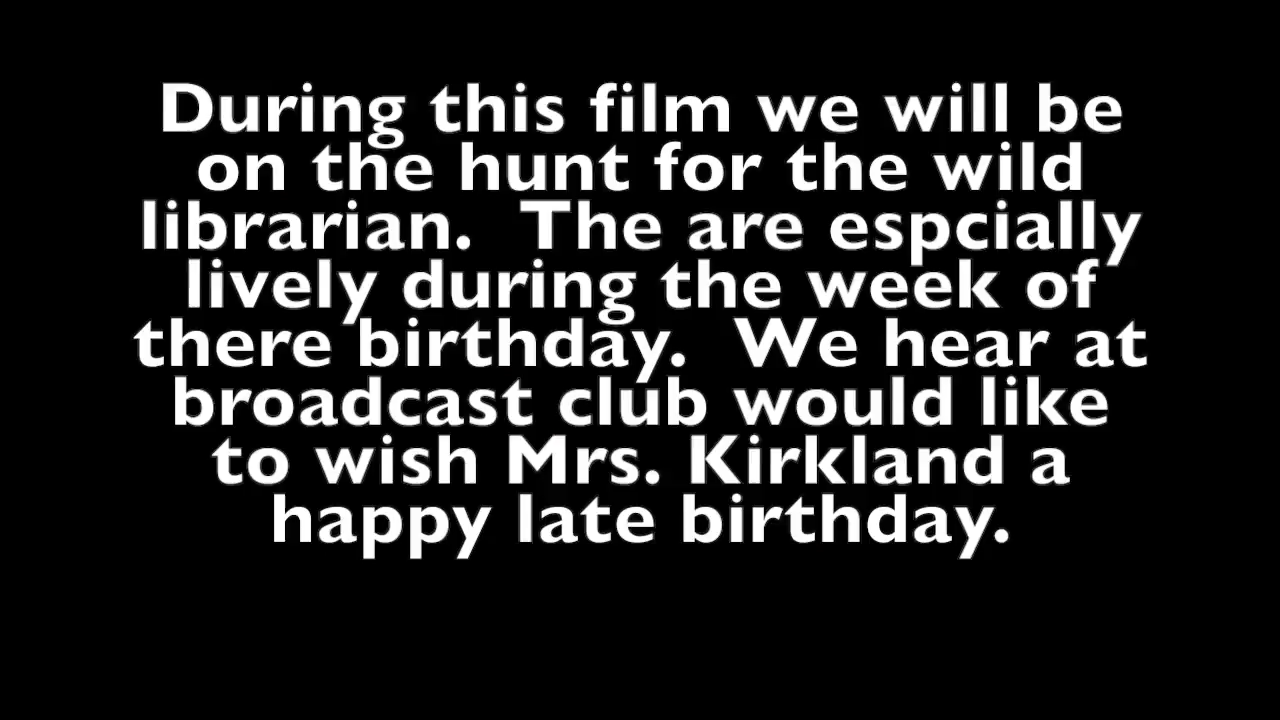 During this film we will be
on the hunt for the wild
librarian.  The are espcially
lively during the week of
there birthday.  We hear at
broadcast club would like
to wish Mrs. Kirkland a
happy late birthday.